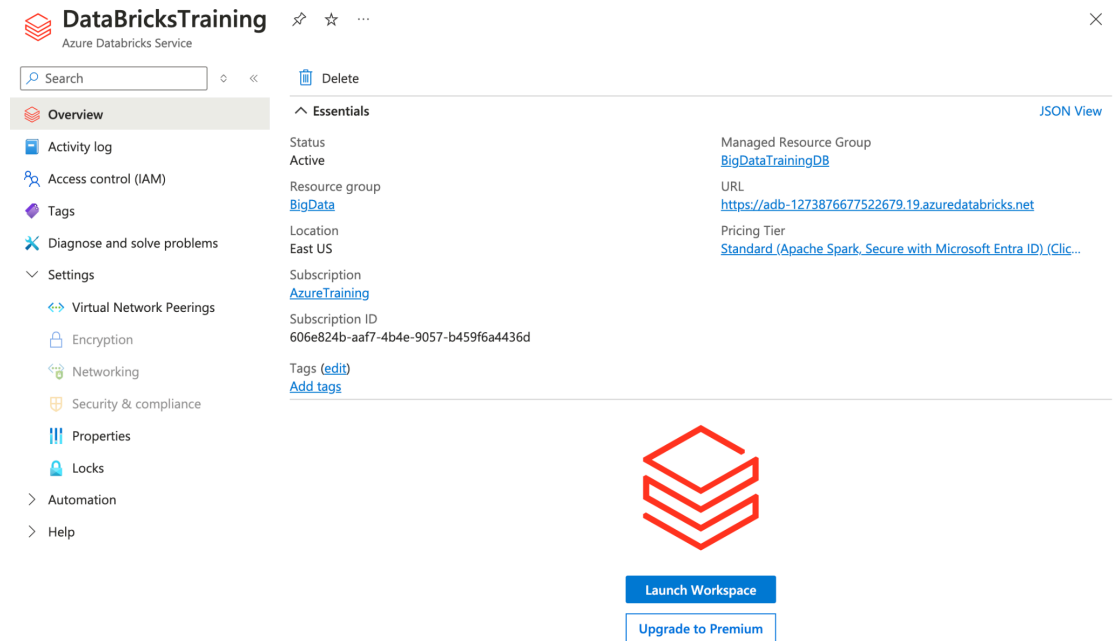 DataBricksTraining
Azure Databricks Service
Search
Overview
Activity log
Access control (IAM)
Tags
Diagnose and solve problems
Settings
Virtual Network Peerings
Encryption
Networking
Security & compliance
Properties
Locks
Automation
Help
Delete
Essentials
JSON View
Status
Active
Resource group
BigData
Location
East US
Subscription
AzureTraining
Subscription ID
606e824b-aaf7-4b4e-9057-b459f6a4436d
Tags (edit)
Add tags
Managed Resource Group
BigDataTrainingDB
URL
https://adb-1273876677522679.19.azuredatabricks.net
Pricing Tier
Standard (Apache Spark, Secure with Microsoft Entra ID) (Clic...
Launch Workspace
Upgrade to Premium